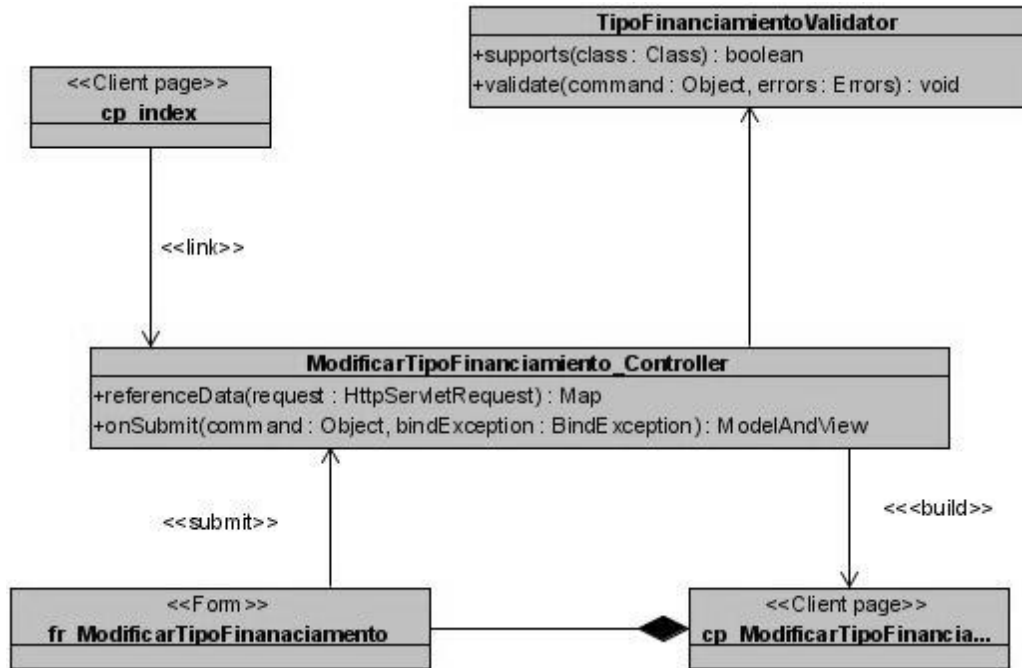 TipoFinanciamientoValidator
+supports(class : Class) : boolean
+validate(command : Object, errors : Errors) : void
<<Client page>>
cp_index
<<link>>
ModificarTipoFinanciamiento_Controller
+referenceData(request : HttpServletRequest) : Map
+onSubmit(command : Object, bindException : BindException) : ModelAndView
<<submit>>
<<<build>>
<<Form>>
fr_ModificarTipoFinanaciamento
<<Client page>>
cp_ModificarTipoFinancia...